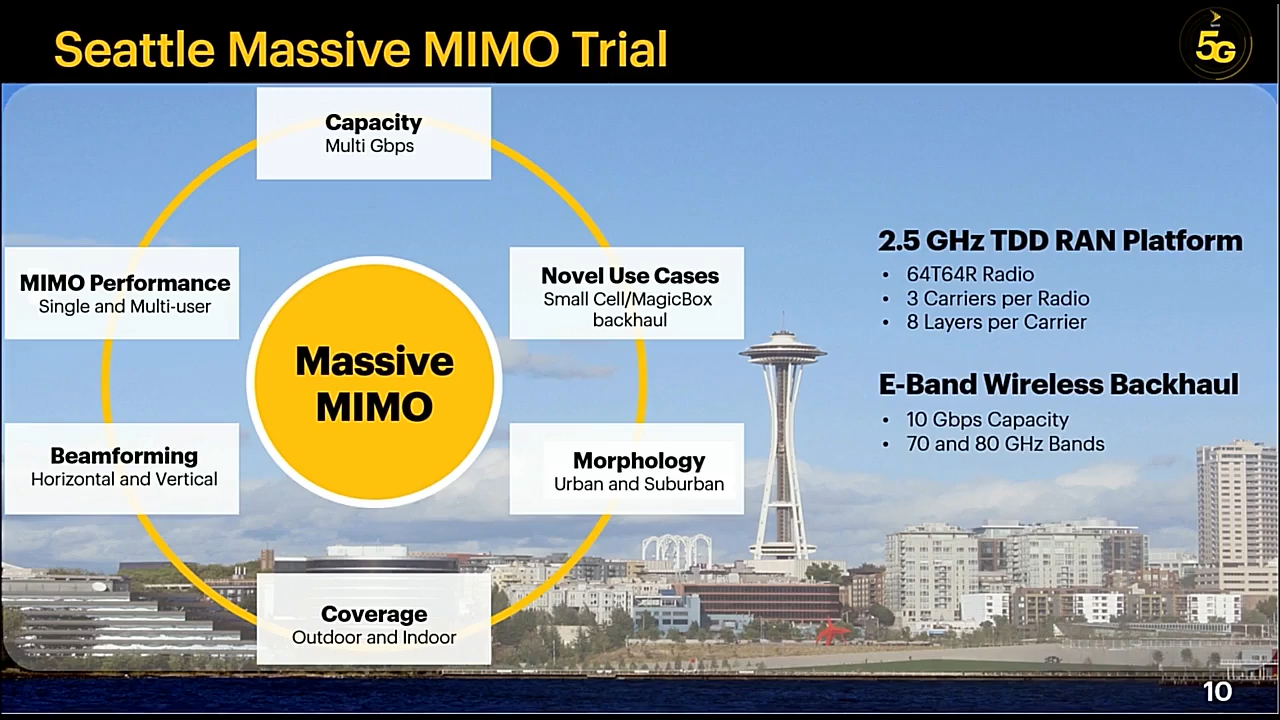 Seattle Massive MIMO Trial
5G
Capacity
Multi Gbps
MIMO Performance
Single and Multi-user
Novel Use Cases
Small Cell/MagicBox
backhaul
Massive
MIMO
Beamforming
Horizontal and Vertical
Morphology
Urban and Suburban
Coverage
Outdoor and Indoor
2.5 GHz TDD RAN Platform
• 64T64R Radio
• 3 Carriers per Radio
• 8 Layers per Carrier
E-Band Wireless Backhaul
• 10 Gbps Capacity
• 70 and 80 GHz Bands
10